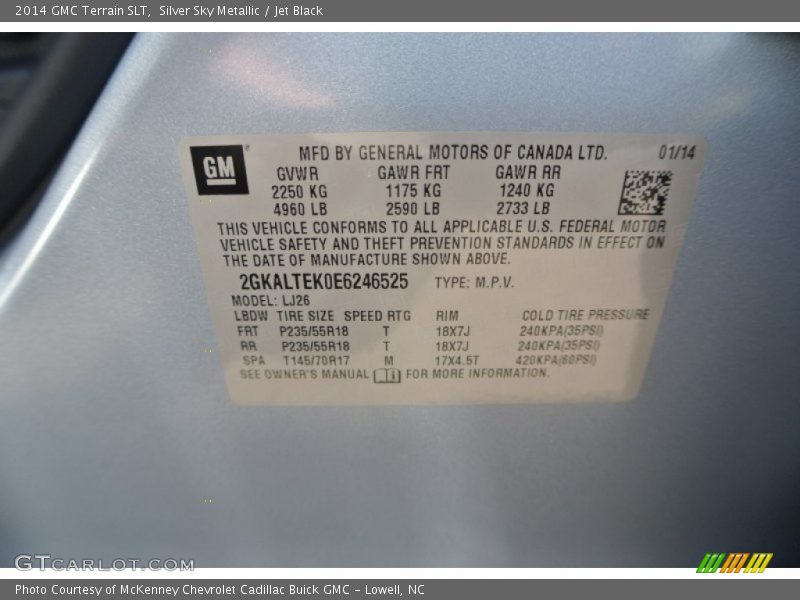 2014 GMC Terrain SLT, Silver Sky Metallic / Jet Black
GM
MFD BY GENERAL MOTORS OF CANADA LTD. 01/14
GVWR GAWR FRT GAWR RR
2250 KG 1175 KG 1240 KG
4960 LB 2590 LB 2733 LB
THIS VEHICLE CONFORMS TO ALL APPLICABLE U.S. FEDERAL MOTOR
VEHICLE SAFETY AND THEFT PREVENTION STANDARDS IN EFFECT ON
THE DATE OF MANUFACTURE SHOWN ABOVE.
2GKALTEK0E6246525 TYPE: M.P.V.
MODEL: LJ26
LBDW TIRE SIZE SPEED RTG RIM COLD TIRE PRESSURE
FRT P235/55R18 T 18X7J 240KPA(35PSI)
RR P235/55R18 T 18X7J 240KPA(35PSI)
SPA T145/70R17 M 17X4.5T 420KPA(60PSI)
SEE OWNER'S MANUAL FOR MORE INFORMATION.
GTCARLOT.COM
Photo Courtesy of McKenney Chevrolet Cadillac Buick GMC - Lowell, NC